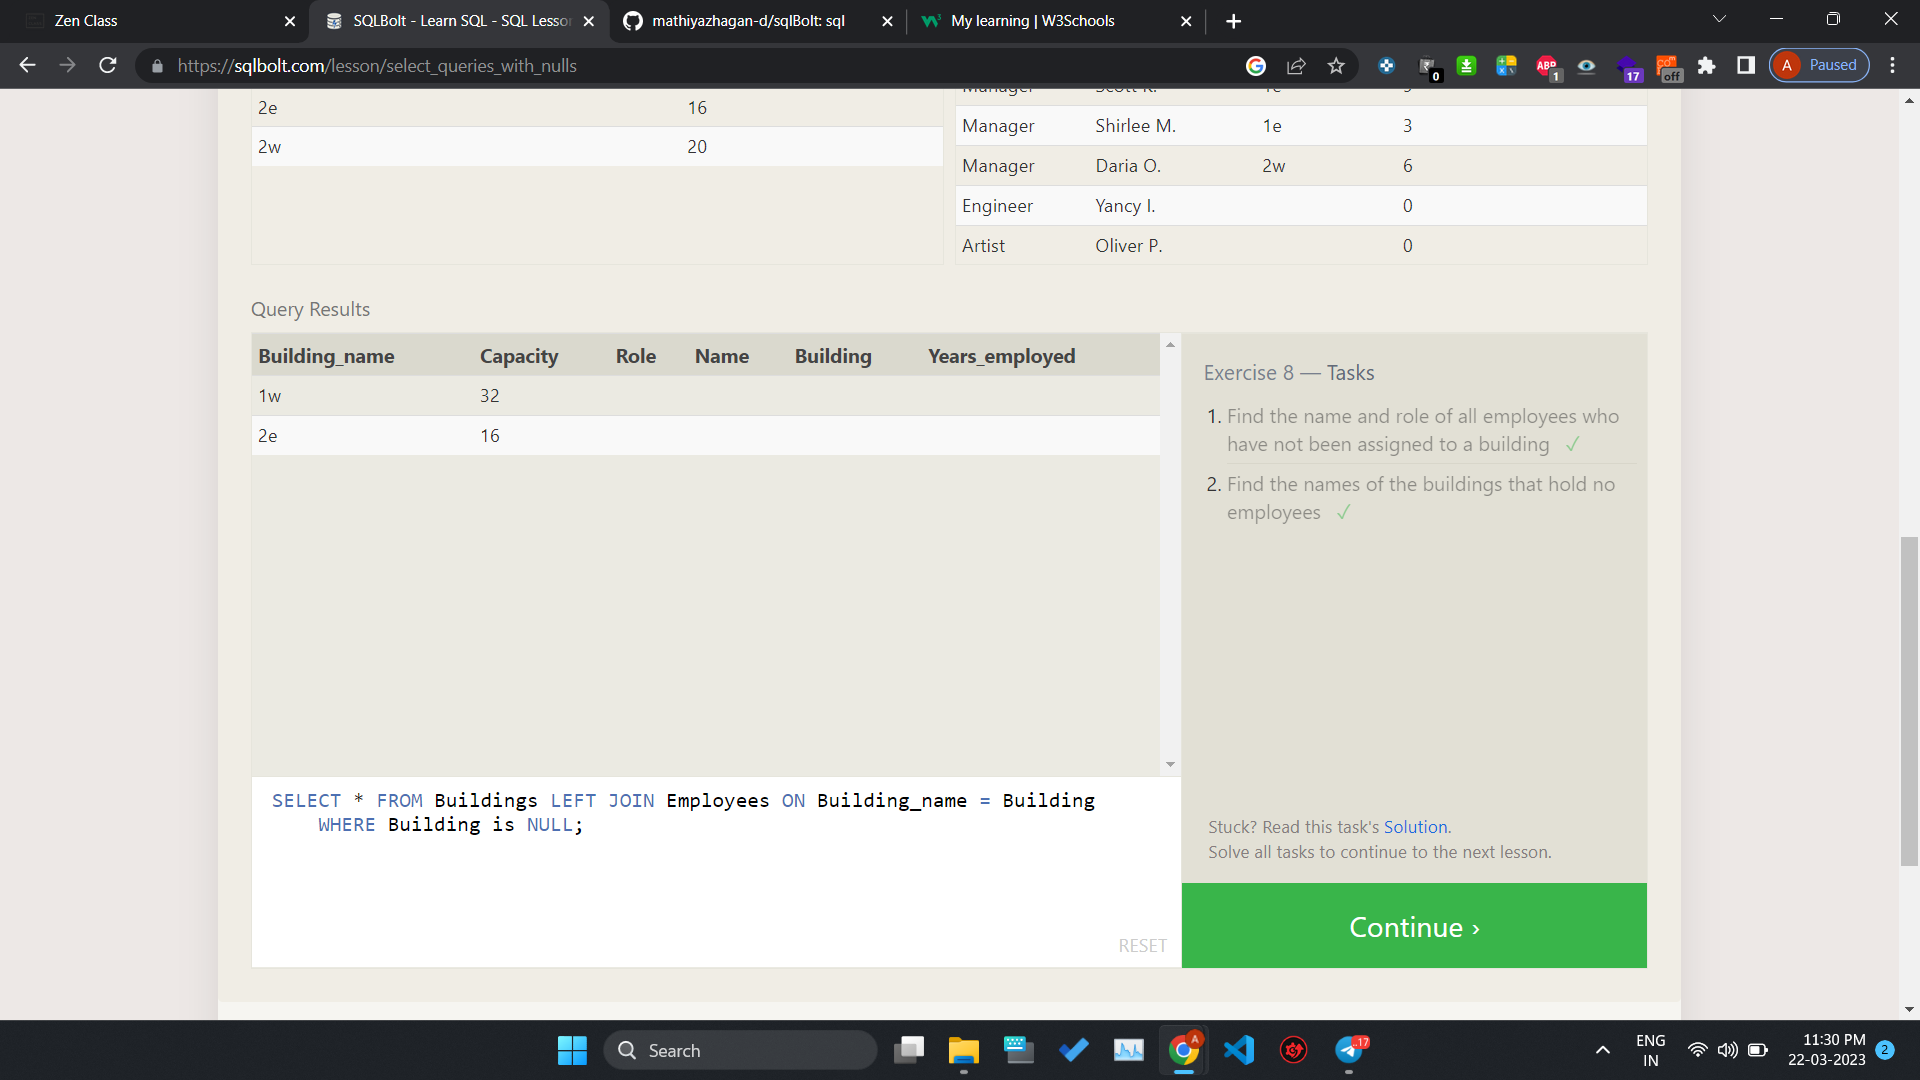 Zen Class
SQLBolt - Learn SQL - SQL Lesso
mathiyazhagan-d/sqlBolt: sql
My learning | W3Schools
https://sqlbolt.com/lesson/select_queries_with_nulls
0
1
17
off
A Paused
2e 16
2w 20
Manager Shirlee M. 1e 3
Manager Daria O. 2w 6
Engineer Yancy I. 0
Artist Oliver P. 0
Query Results
Building_name Capacity Role Name Building Years_employed
1w 32
2e 16
Exercise 8 — Tasks
1. Find the name and role of all employees who
have not been assigned to a building ✓
2. Find the names of the buildings that hold no
employees ✓
SELECT * FROM Buildings LEFT JOIN Employees ON Building_name = Building
WHERE Building is NULL;
RESET
Stuck? Read this task's Solution.
Solve all tasks to continue to the next lesson.
Continue ›
Search
A
17
ENG
IN
11:30 PM
22-03-2023
2